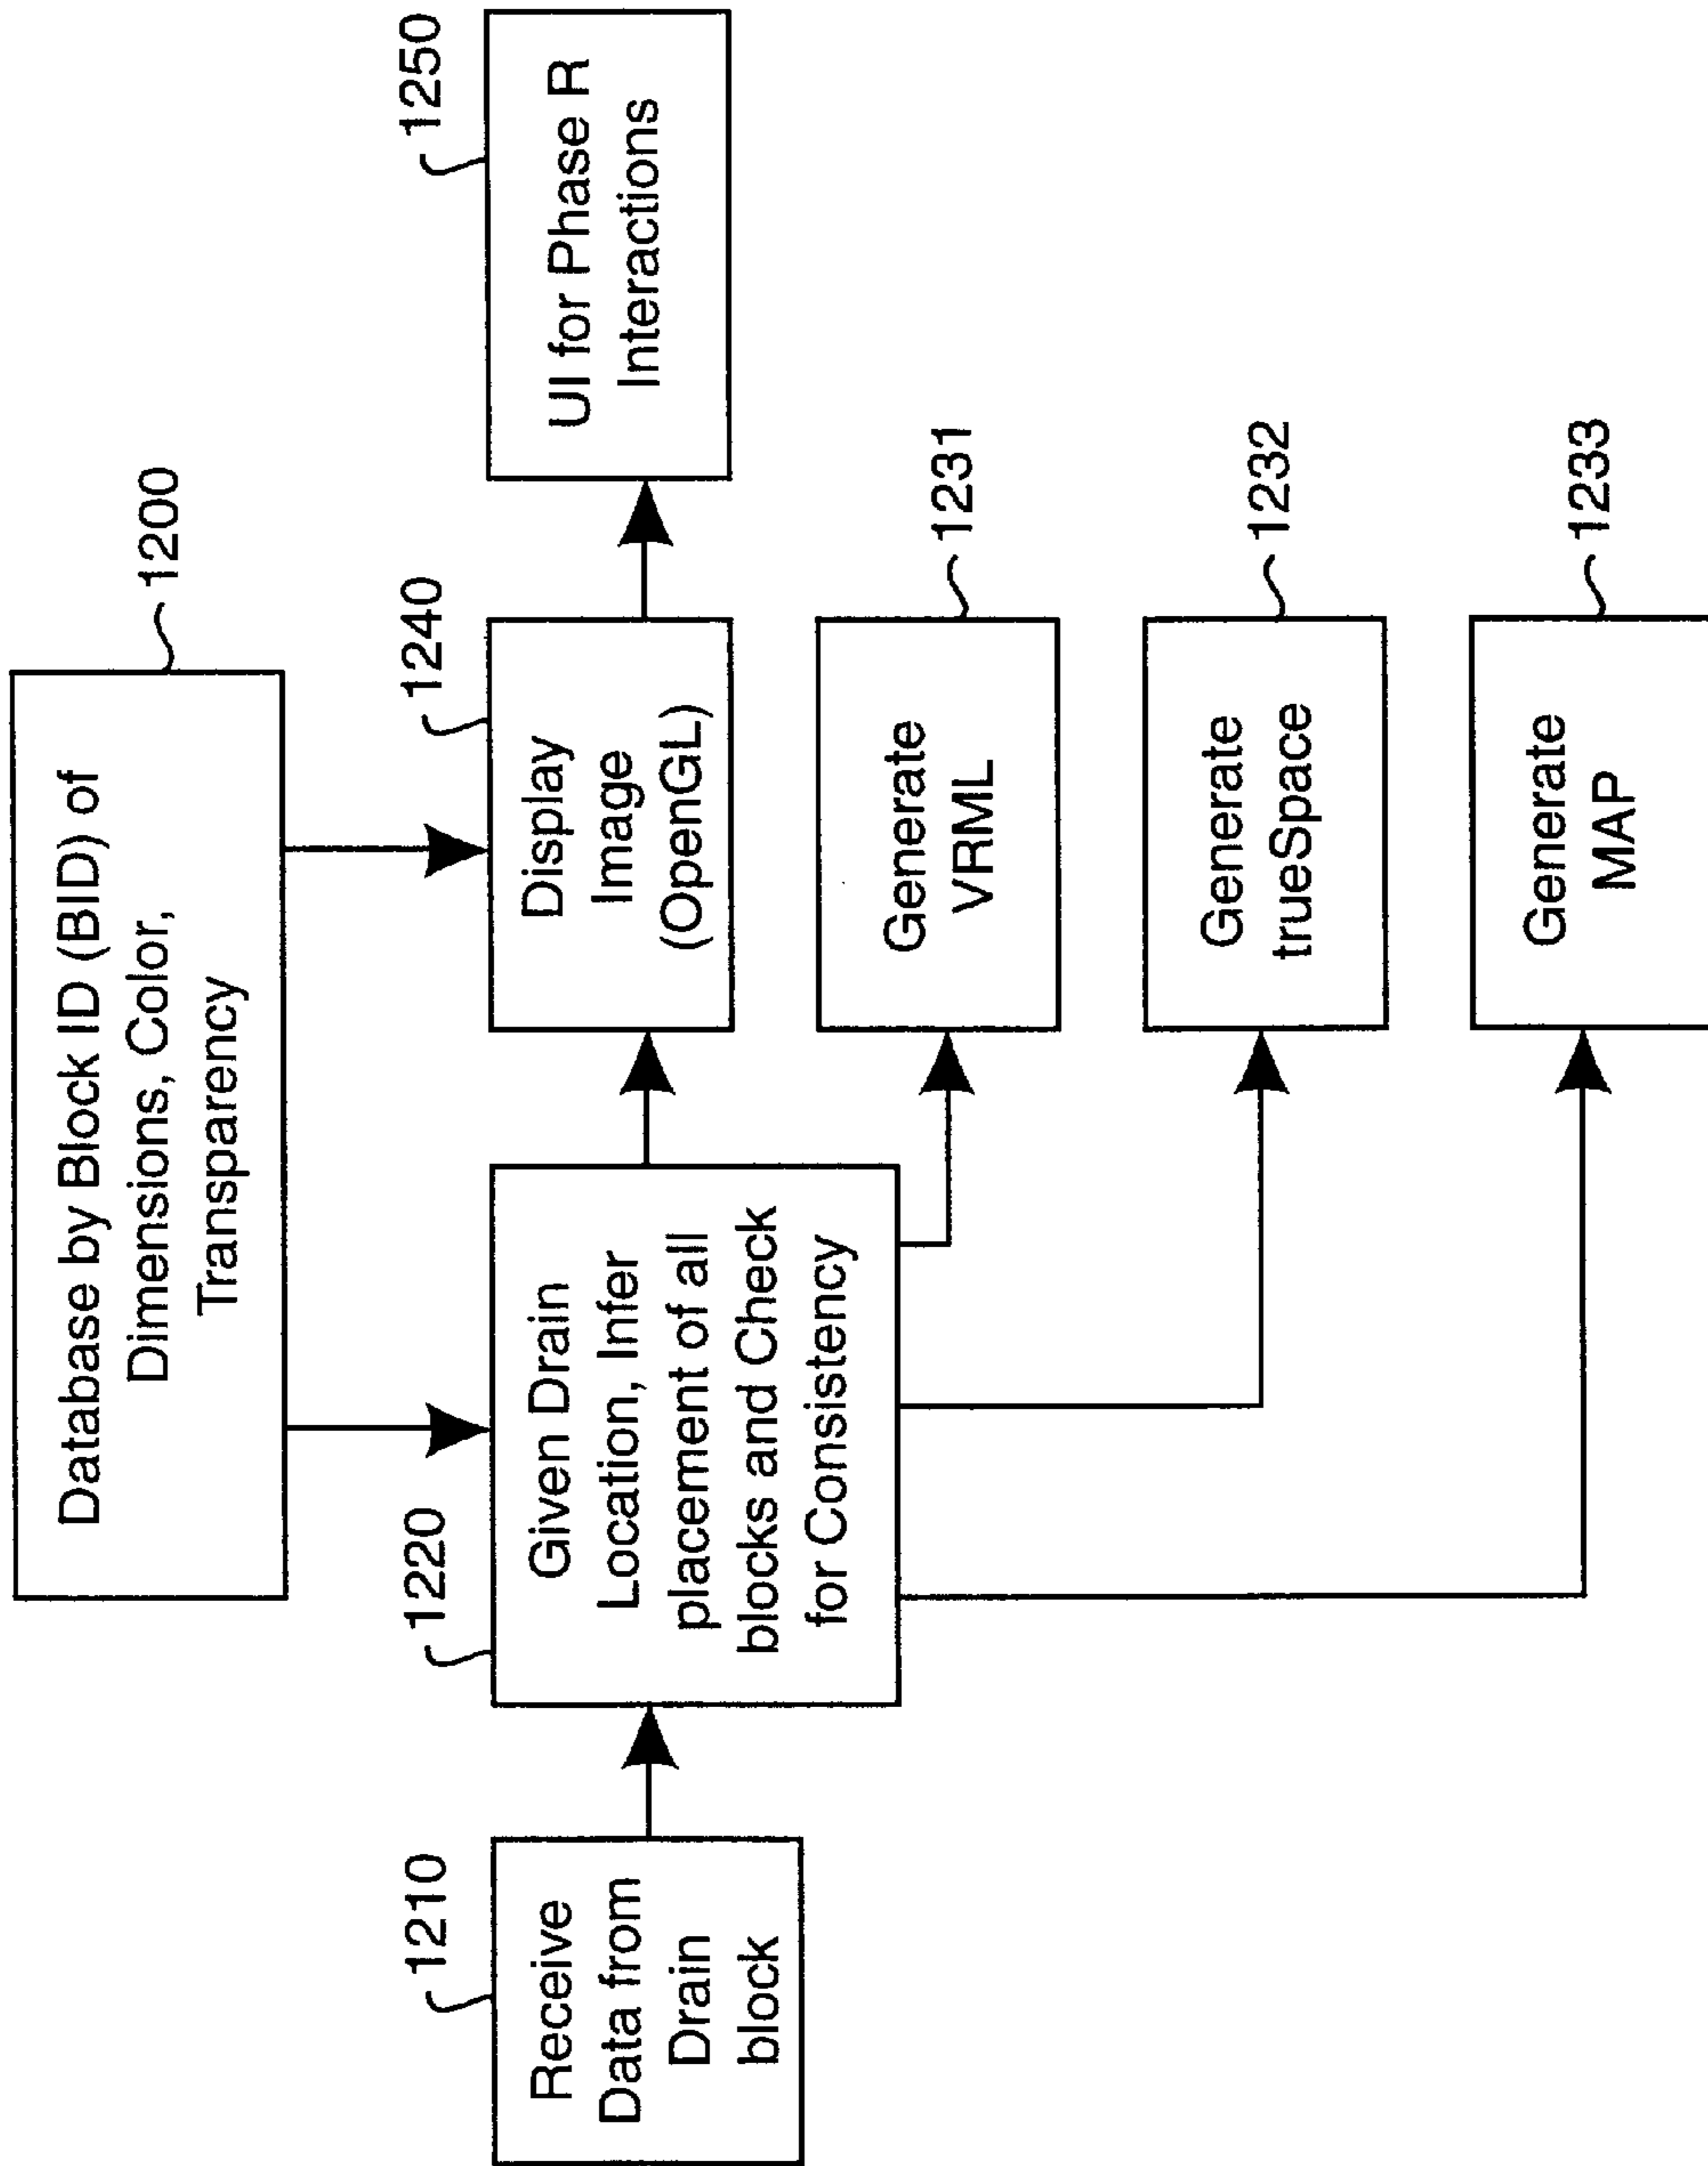 1200
Database by Block ID (BID) of
Dimensions, Color,
Transparency
1210
Receive
Data from
Drain
block
1220
Given Drain
Location, Infer
placement of all
blocks and Check
for Consistency
1240
Display
Image
(OpenGL)
1250
UI for Phase R
Interactions
Generate
VRML
1231
Generate
trueSpace
1232
Generate
MAP
1233